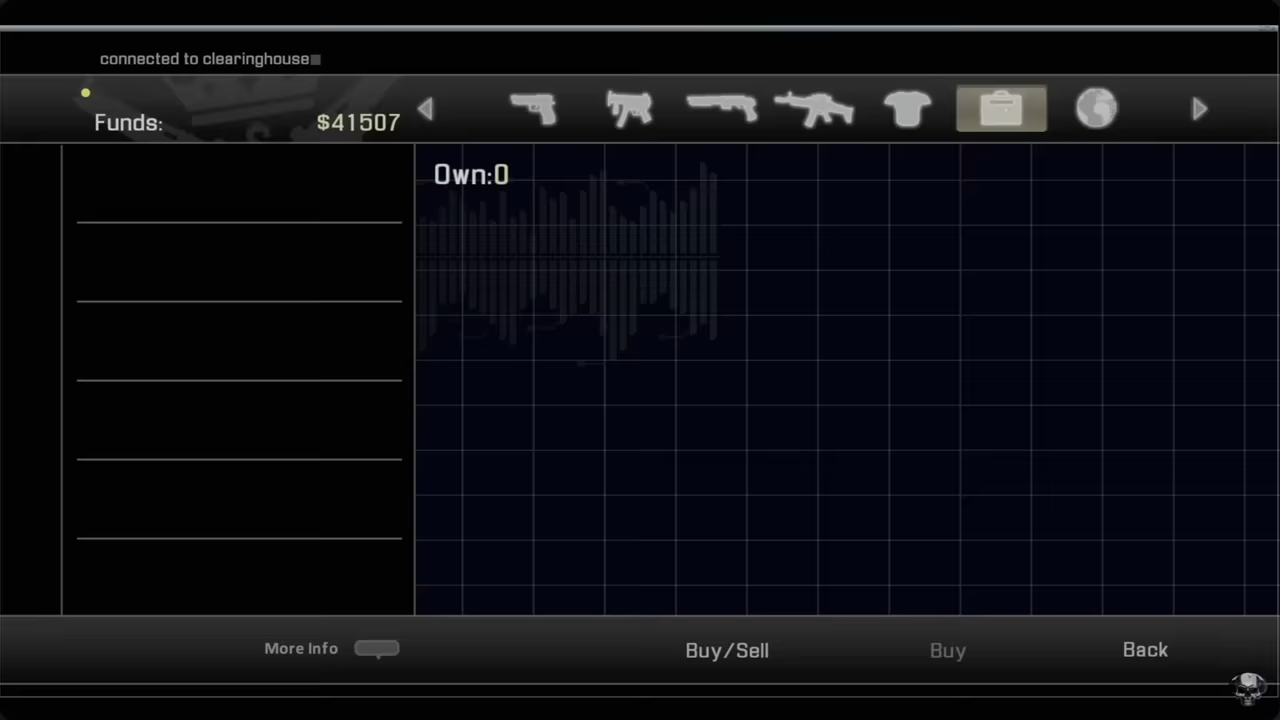 connected to clearinghouse
Funds: $41507
Own:0
More Info
Buy/Sell
Buy
Back